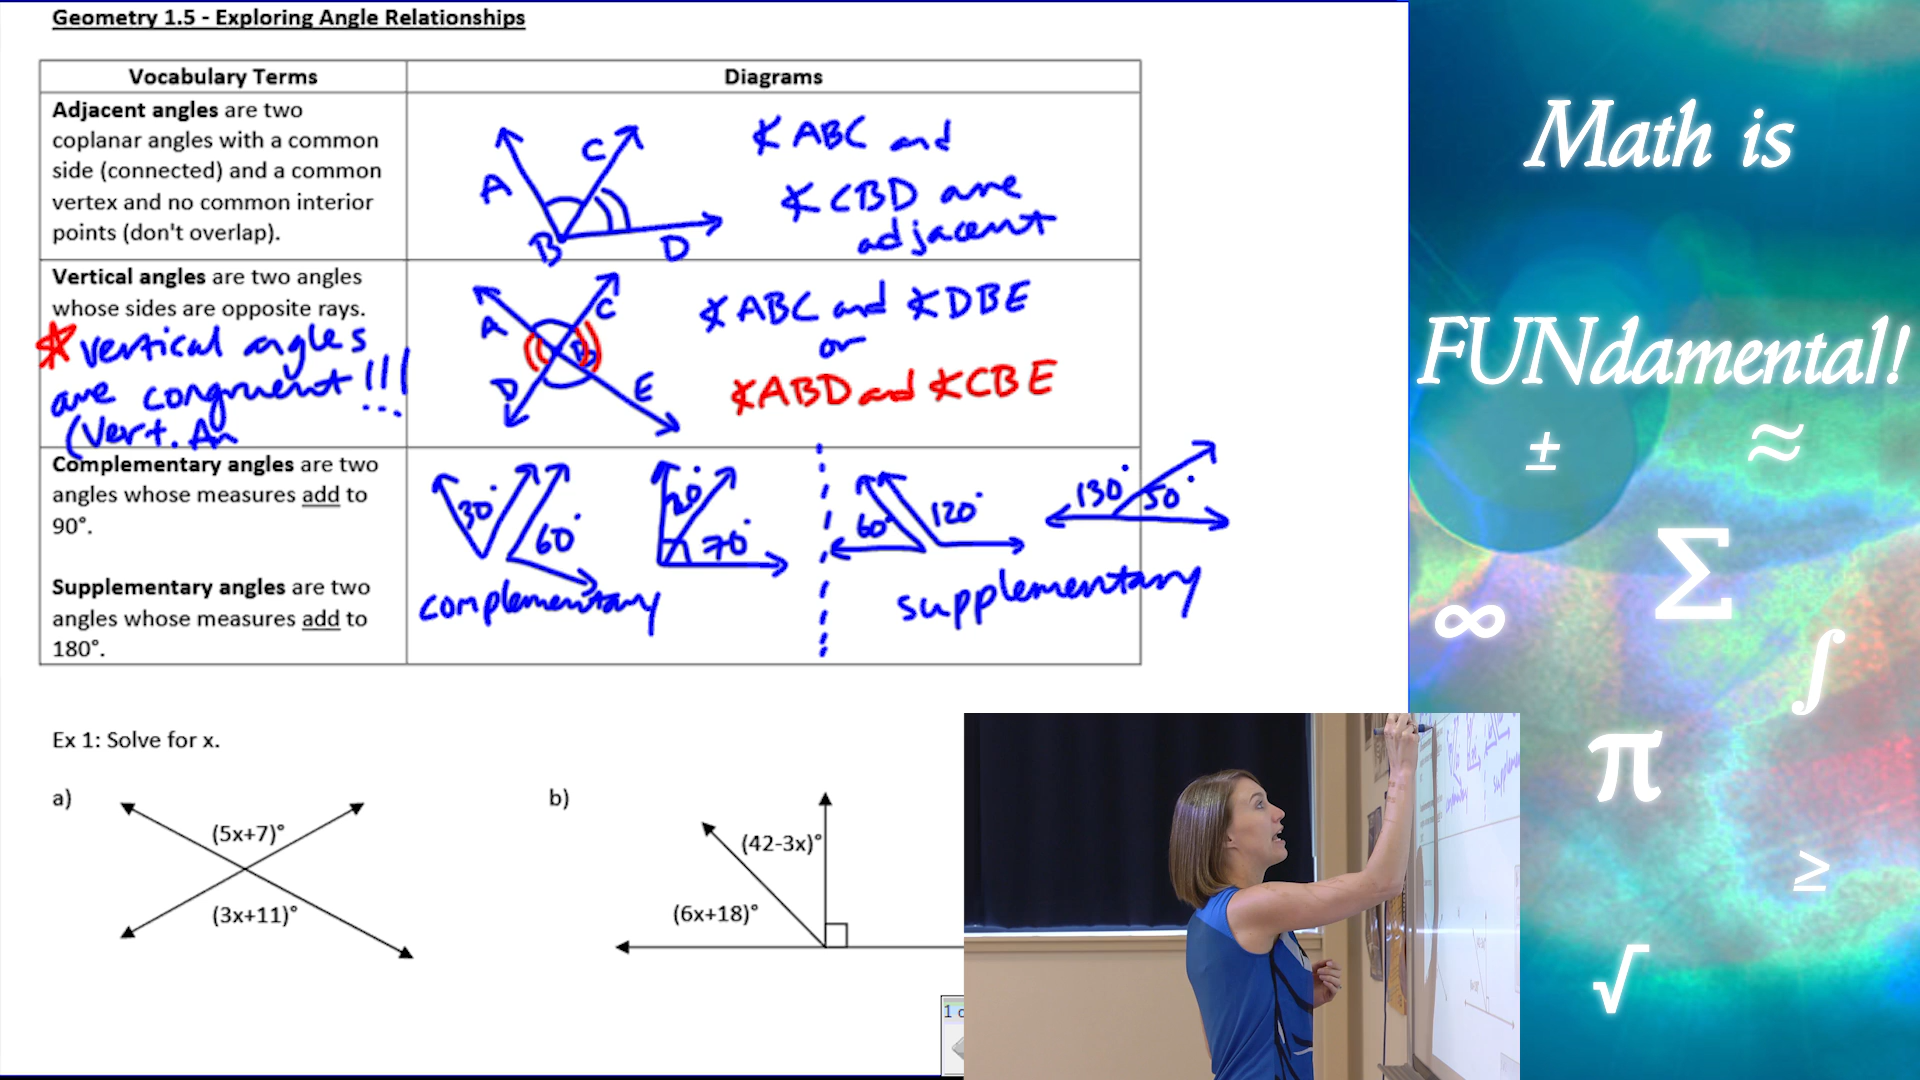 Geometry 1.5 - Exploring Angle Relationships
Vocabulary Terms
Diagrams
Adjacent angles are two
coplanar angles with a common
side (connected) and a common
vertex and no common interior
points (don't overlap).
A
B
C
D
∡ABC and
∡CBD are
adjacent
Vertical angles are two angles
whose sides are opposite rays.
☆ vertical angles
are congruent!!!
(Vert. An
A
C
B
D
E
∡ABC and ∡DBE
or
∡ABD and ∡CBE
Complementary angles are two
angles whose measures add to
90°.
Supplementary angles are two
angles whose measures add to
180°.
30°
60°
20°
70°
complementary
60°
120°
130°
50°
supplementary
Ex 1: Solve for x.
a)
(5x+7)°
(3x+11)°
b)
(42-3x)°
(6x+18)°
Math is
FUNdamental!
±
≈
Σ
∞
∫
π
≥
√